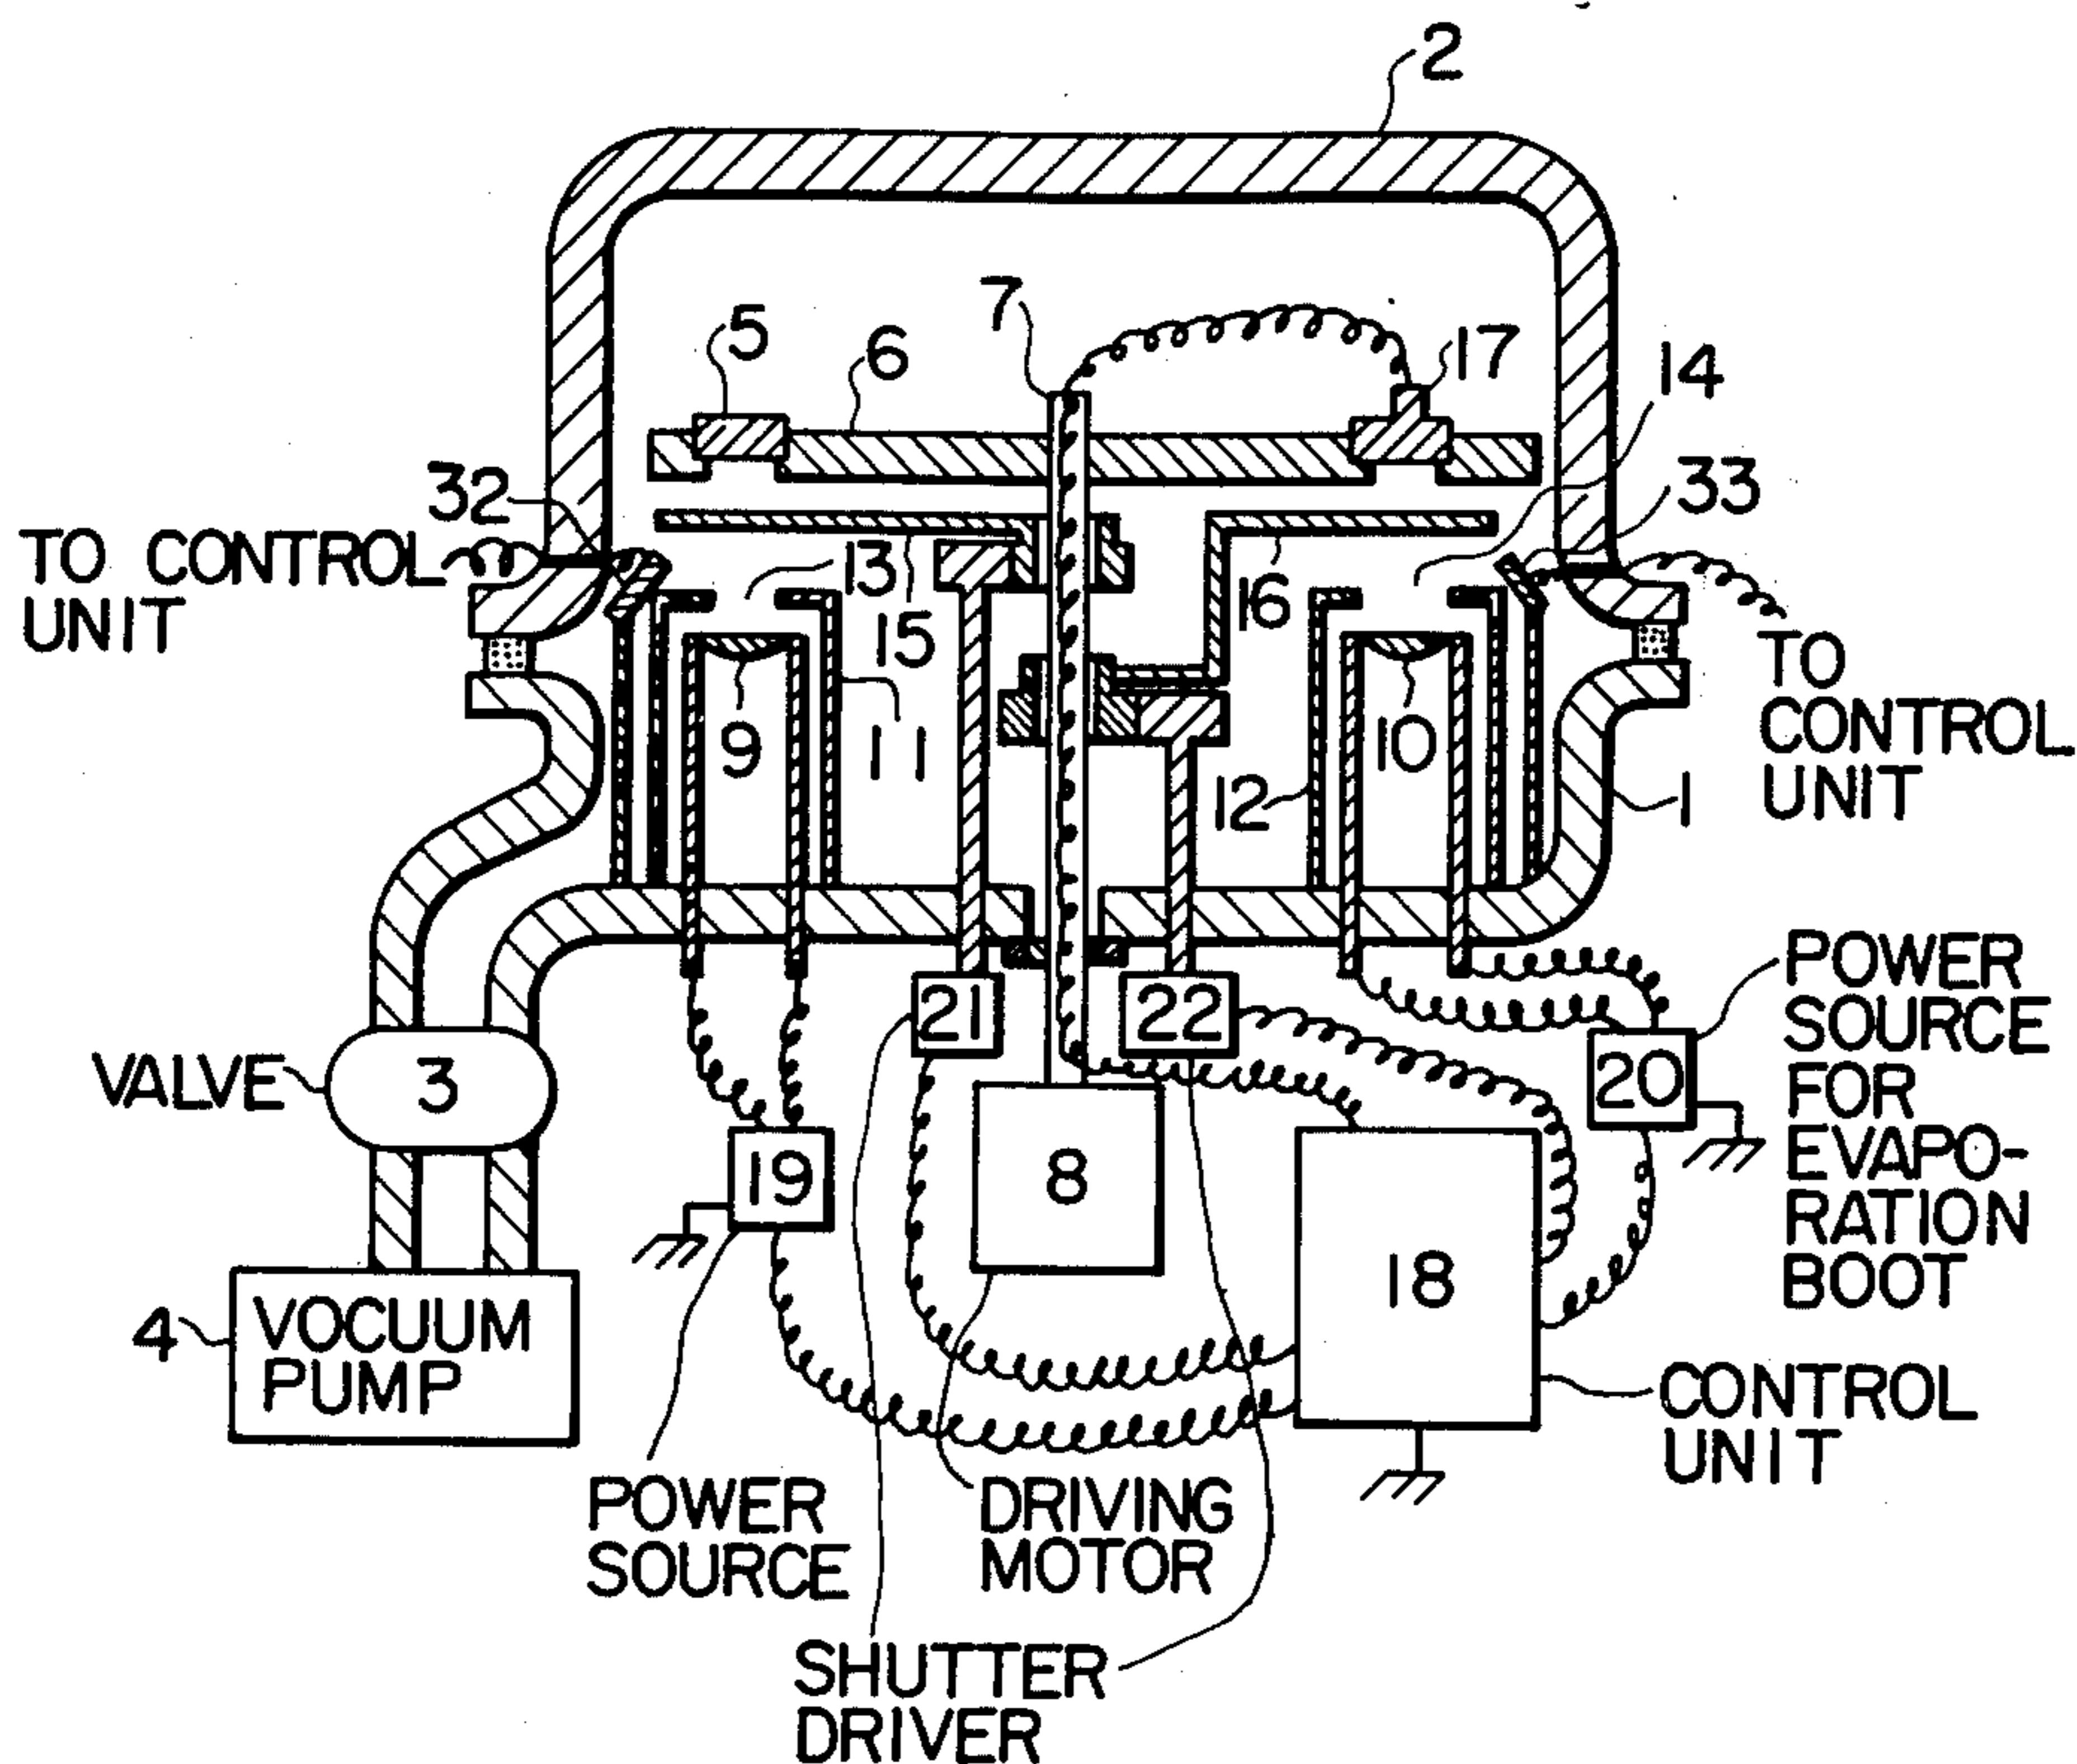 2
7
5
6
17
14
32
33
TO CONTROL
UNIT
13
15
16
TO
CONTROL
UNIT
9
11
10
12
1
21
22
POWER
SOURCE
FOR
EVAPO-
RATION
BOOT
20
VALVE
3
19
8
18
4
VOCUUM
PUMP
CONTROL
UNIT
POWER
SOURCE
DRIVING
MOTOR
SHUTTER
DRIVER